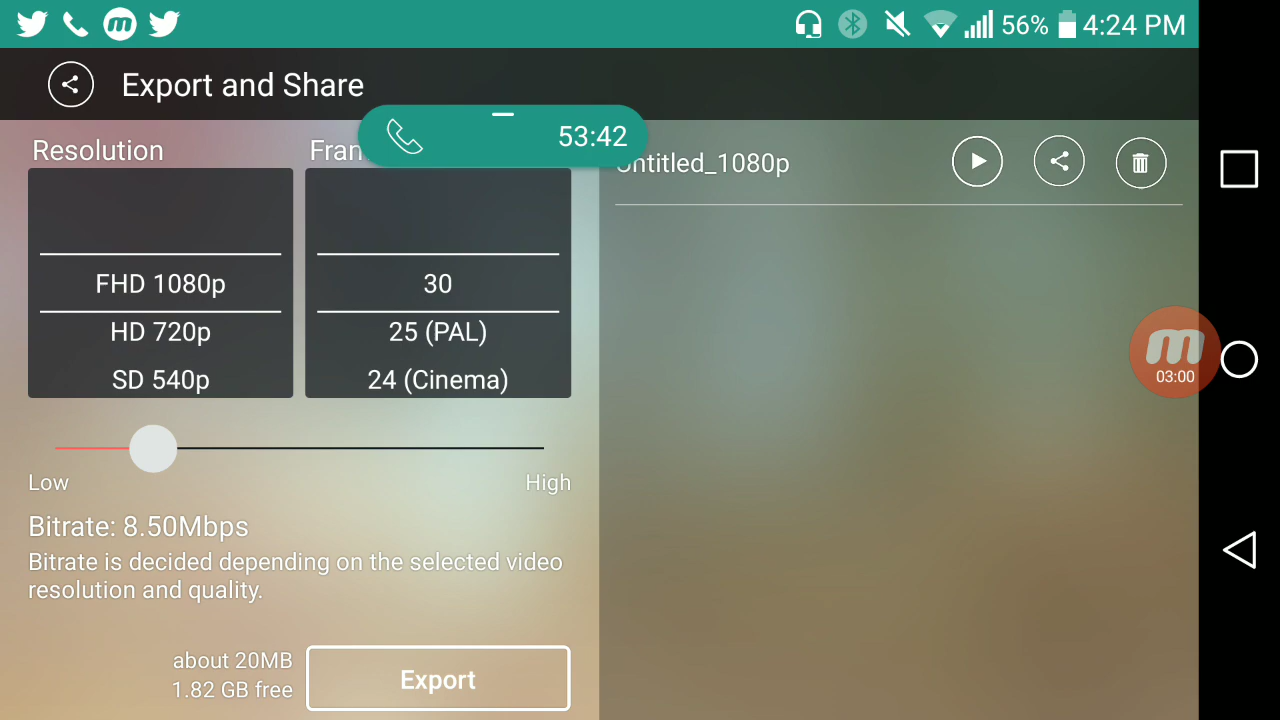 56% 4:24 PM
Export and Share
53:42
Resolution
Fran
Untitled_1080p
FHD 1080p
HD 720p
SD 540p
30
25 (PAL)
24 (Cinema)
03:00
Low
High
Bitrate: 8.50Mbps
Bitrate is decided depending on the selected video
resolution and quality.
about 20MB
1.82 GB free
Export